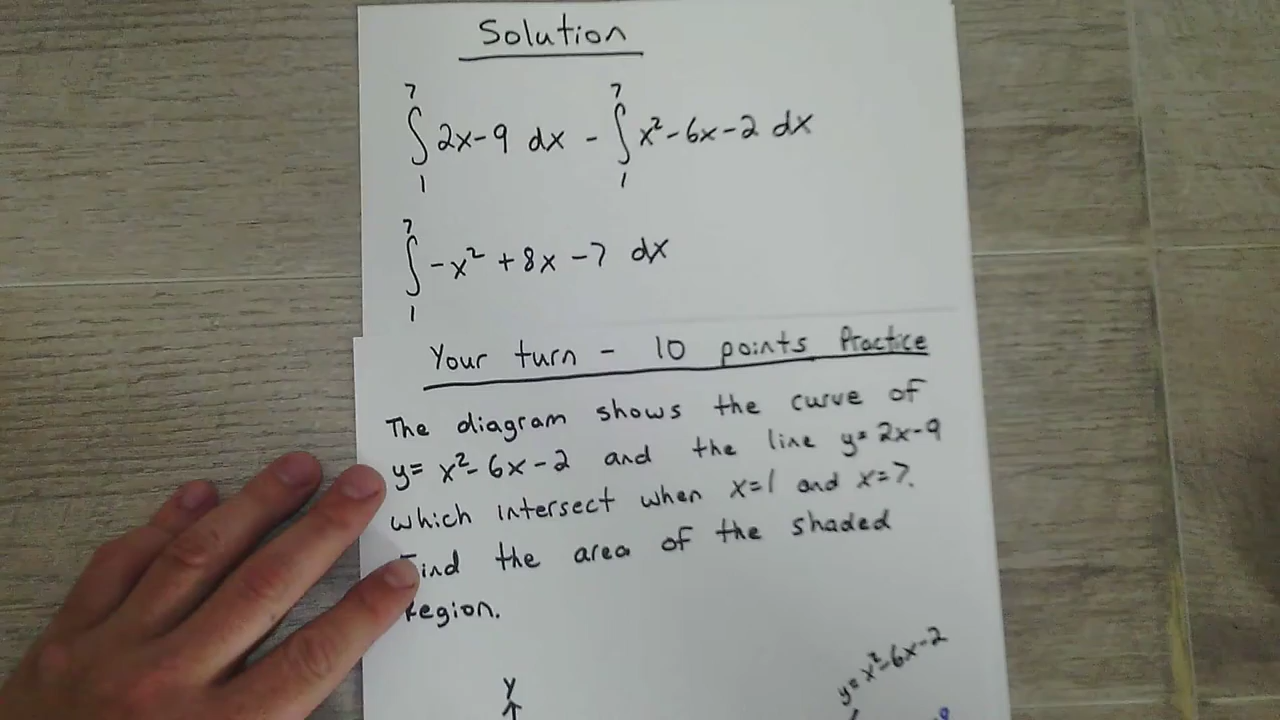 Solution
∫₁⁷ 2x-9 dx - ∫₁⁷ x²-6x-2 dx
∫₁⁷ -x² +8x -7 dx
Your turn - 10 points Practice
The diagram shows the curve of
y= x²-6x-2 and the line y= 2x-9
which intersect when x=1 and x=7.
Find the area of the shaded
Region.
y= x²-6x-2
Y